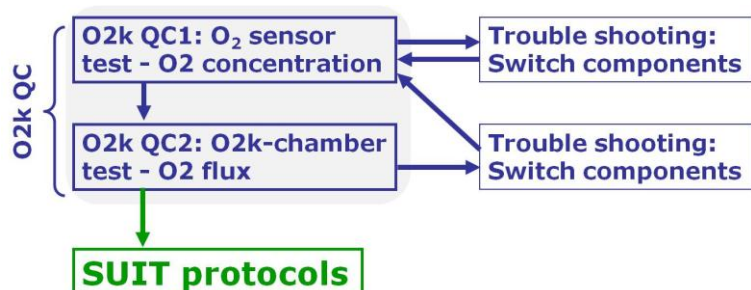 O2k QC
O2k QC1: O₂ sensor
test - O2 concentration
Trouble shooting:
Switch components
O2k QC2: O2k-chamber
test - O2 flux
Trouble shooting:
Switch components
SUIT protocols